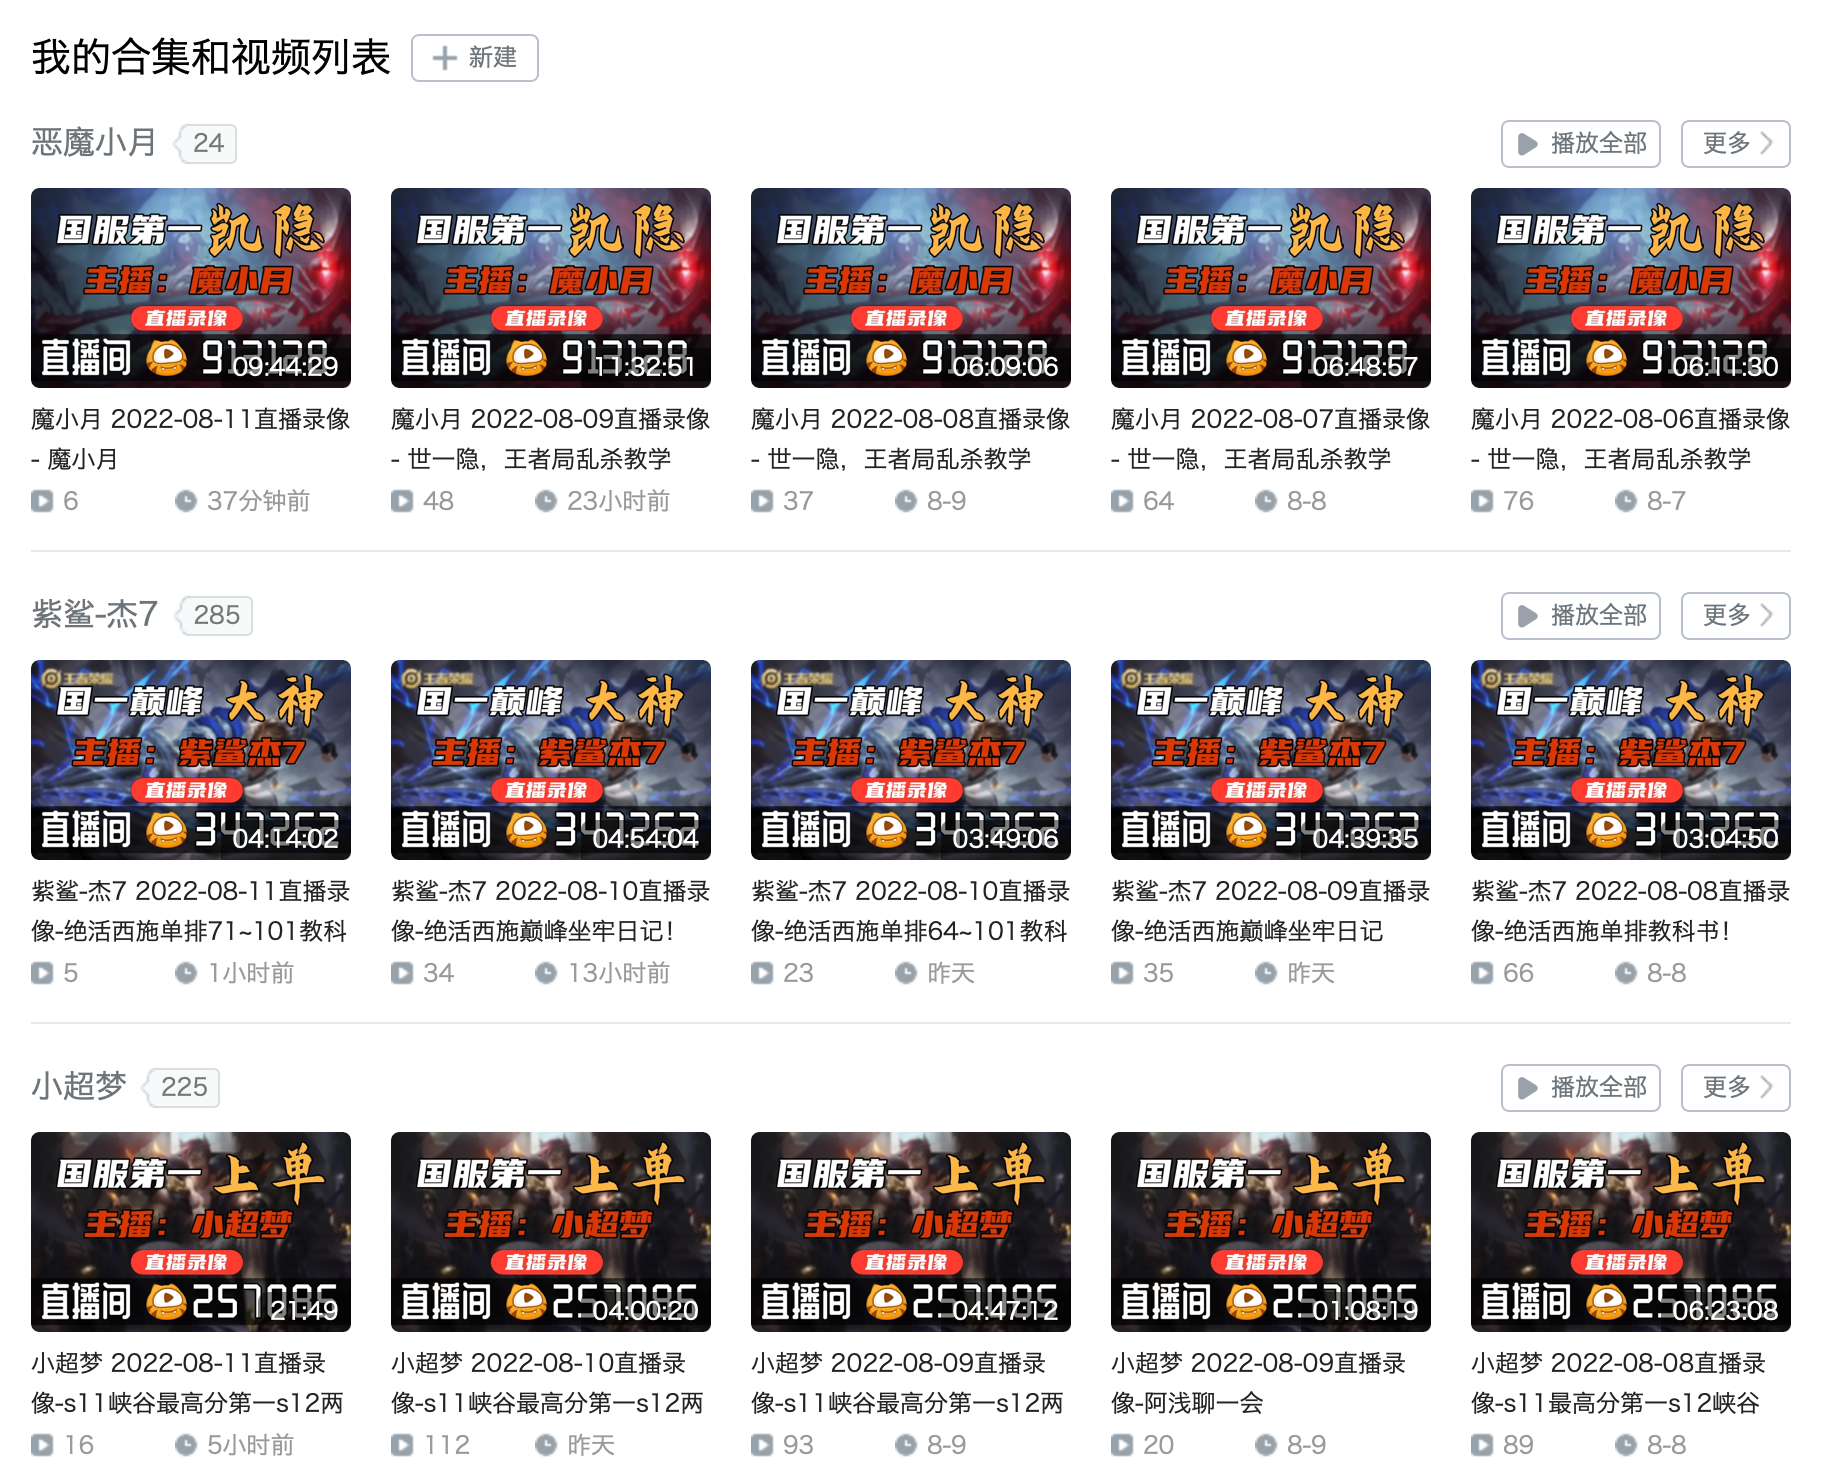 我的合集和视频列表
新建
恶魔小月
24
播放全部
更多
国服第一凯隐
主播：魔小月
直播录像
直播间
09:44:29
国服第一凯隐
主播：魔小月
直播录像
直播间
11:32:51
国服第一凯隐
主播：魔小月
直播录像
直播间
06:09:06
国服第一凯隐
主播：魔小月
直播录像
直播间
06:48:57
国服第一凯隐
主播：魔小月
直播录像
直播间
06:11:30
魔小月 2022-08-11直播录像
- 魔小月
6
37分钟前
魔小月 2022-08-09直播录像
- 世一隐，王者局乱杀教学
48
23小时前
魔小月 2022-08-08直播录像
- 世一隐，王者局乱杀教学
37
8-9
魔小月 2022-08-07直播录像
- 世一隐，王者局乱杀教学
64
8-8
魔小月 2022-08-06直播录像
- 世一隐，王者局乱杀教学
76
8-7
紫鲨-杰7
285
播放全部
更多
王者荣耀
国一巅峰 大神
主播：紫鲨杰7
直播录像
直播间
04:14:02
王者荣耀
国一巅峰 大神
主播：紫鲨杰7
直播录像
直播间
04:54:04
王者荣耀
国一巅峰 大神
主播：紫鲨杰7
直播录像
直播间
03:49:06
王者荣耀
国一巅峰 大神
主播：紫鲨杰7
直播录像
直播间
04:39:35
王者荣耀
国一巅峰 大神
主播：紫鲨杰7
直播录像
直播间
03:04:50
紫鲨-杰7 2022-08-11直播录
像-绝活西施单排71~101教科
5
1小时前
紫鲨-杰7 2022-08-10直播录
像-绝活西施巅峰坐牢日记！
34
13小时前
紫鲨-杰7 2022-08-10直播录
像-绝活西施单排64~101教科
23
昨天
紫鲨-杰7 2022-08-09直播录
像-绝活西施巅峰坐牢日记
35
昨天
紫鲨-杰7 2022-08-08直播录
像-绝活西施单排教科书！
66
8-8
小超梦
225
播放全部
更多
国服第一上单
主播：小超梦
直播录像
直播间
21:49
国服第一上单
主播：小超梦
直播录像
直播间
04:00:20
国服第一上单
主播：小超梦
直播录像
直播间
04:47:12
国服第一上单
主播：小超梦
直播录像
直播间
01:08:19
国服第一上单
主播：小超梦
直播录像
直播间
06:23:08
小超梦 2022-08-11直播录
像-s11峡谷最高分第一s12两
16
5小时前
小超梦 2022-08-10直播录
像-s11峡谷最高分第一s12两
112
昨天
小超梦 2022-08-09直播录
像-s11峡谷最高分第一s12两
93
8-9
小超梦 2022-08-09直播录
像-阿浅聊一会
20
8-9
小超梦 2022-08-08直播录
像-s11最高分第一s12峡谷
89
8-8